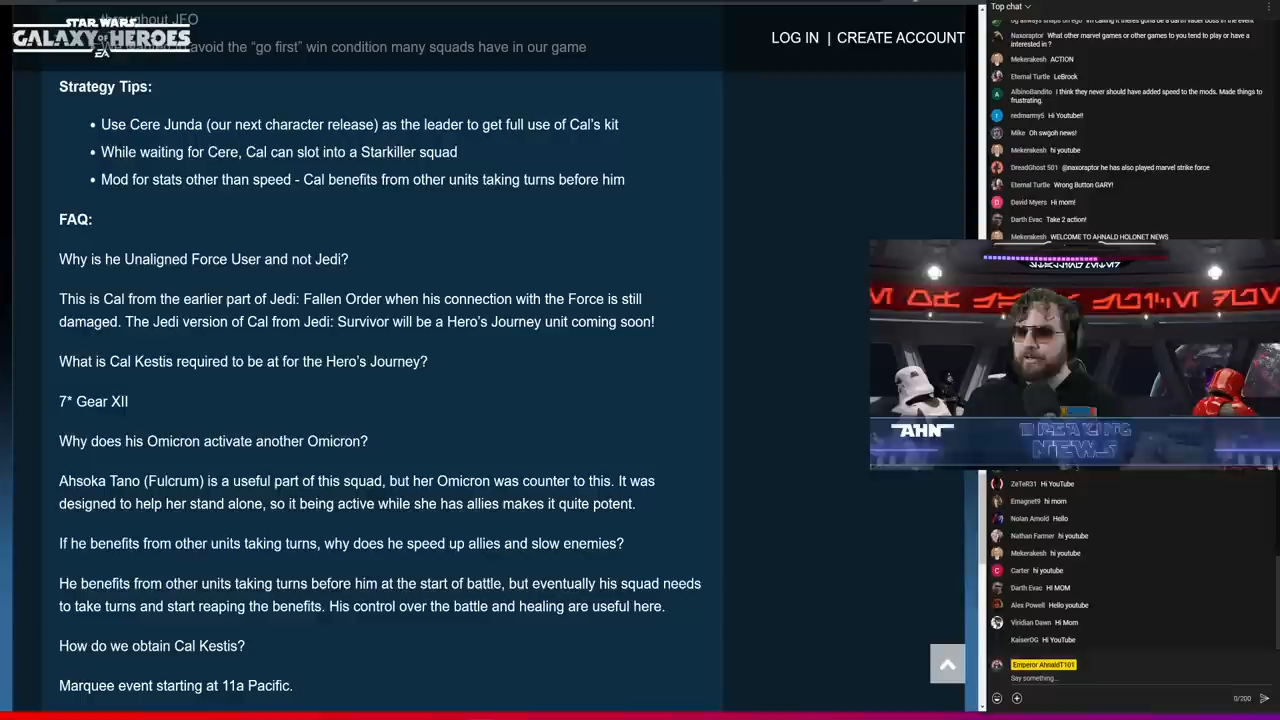 throughout JFO
STAR WARS
GALAXY OF HEROES
EA
avoid the “go first” win condition many squads have in our game
LOG IN | CREATE ACCOUNT
Strategy Tips:
• Use Cere Junda (our next character release) as the leader to get full use of Cal’s kit
• While waiting for Cere, Cal can slot into a Starkiller squad
• Mod for stats other than speed - Cal benefits from other units taking turns before him
FAQ:
Why is he Unaligned Force User and not Jedi?
This is Cal from the earlier part of Jedi: Fallen Order when his connection with the Force is still
damaged. The Jedi version of Cal from Jedi: Survivor will be a Hero’s Journey unit coming soon!
What is Cal Kestis required to be at for the Hero’s Journey?
7* Gear XII
Why does his Omicron activate another Omicron?
Ahsoka Tano (Fulcrum) is a useful part of this squad, but her Omicron was counter to this. It was
designed to help her stand alone, so it being active while she has allies makes it quite potent.
If he benefits from other units taking turns, why does he speed up allies and slow enemies?
He benefits from other units taking turns before him at the start of battle, but eventually his squad needs
to take turns and start reaping the benefits. His control over the battle and healing are useful here.
How do we obtain Cal Kestis?
Marquee event starting at 11a Pacific.
Top chat
Naxoraptor What other marvel games or other games to you tend to play or have a
interested in ?
Mekerakesh ACTION
Eternal Turtle LeBrock
AlbinoBandito I think they never should have added speed to the mods. Made things to
frustrating.
redmarmy5 Hi Youtube!!
Mike Oh swgoh news!
Mekerakesh hi youtube
DreadGhost 501 @naxoraptor he has also played marvel strike force
Eternal Turtle Wrong Button GARY!
David Myers Hi mom!
Darth Evac Take 2 action!
Mekerakesh WELCOME TO AHNALD HOLONET NEWS
AHN
BREAKING
NEWS
ZeTeR31 Hi YouTube
Emagnet9 hi mom
Nolan Arnold Hello
Nathan Farmer hi youtube
Mekerakesh hi youtube
Carter hi youtube
Darth Evac HI MOM
Alex Powell Hello youtube
Viridian Dawn Hi Mom
KaiserOG Hi YouTube
Emperor AhnaldT101
Say something...
0/200